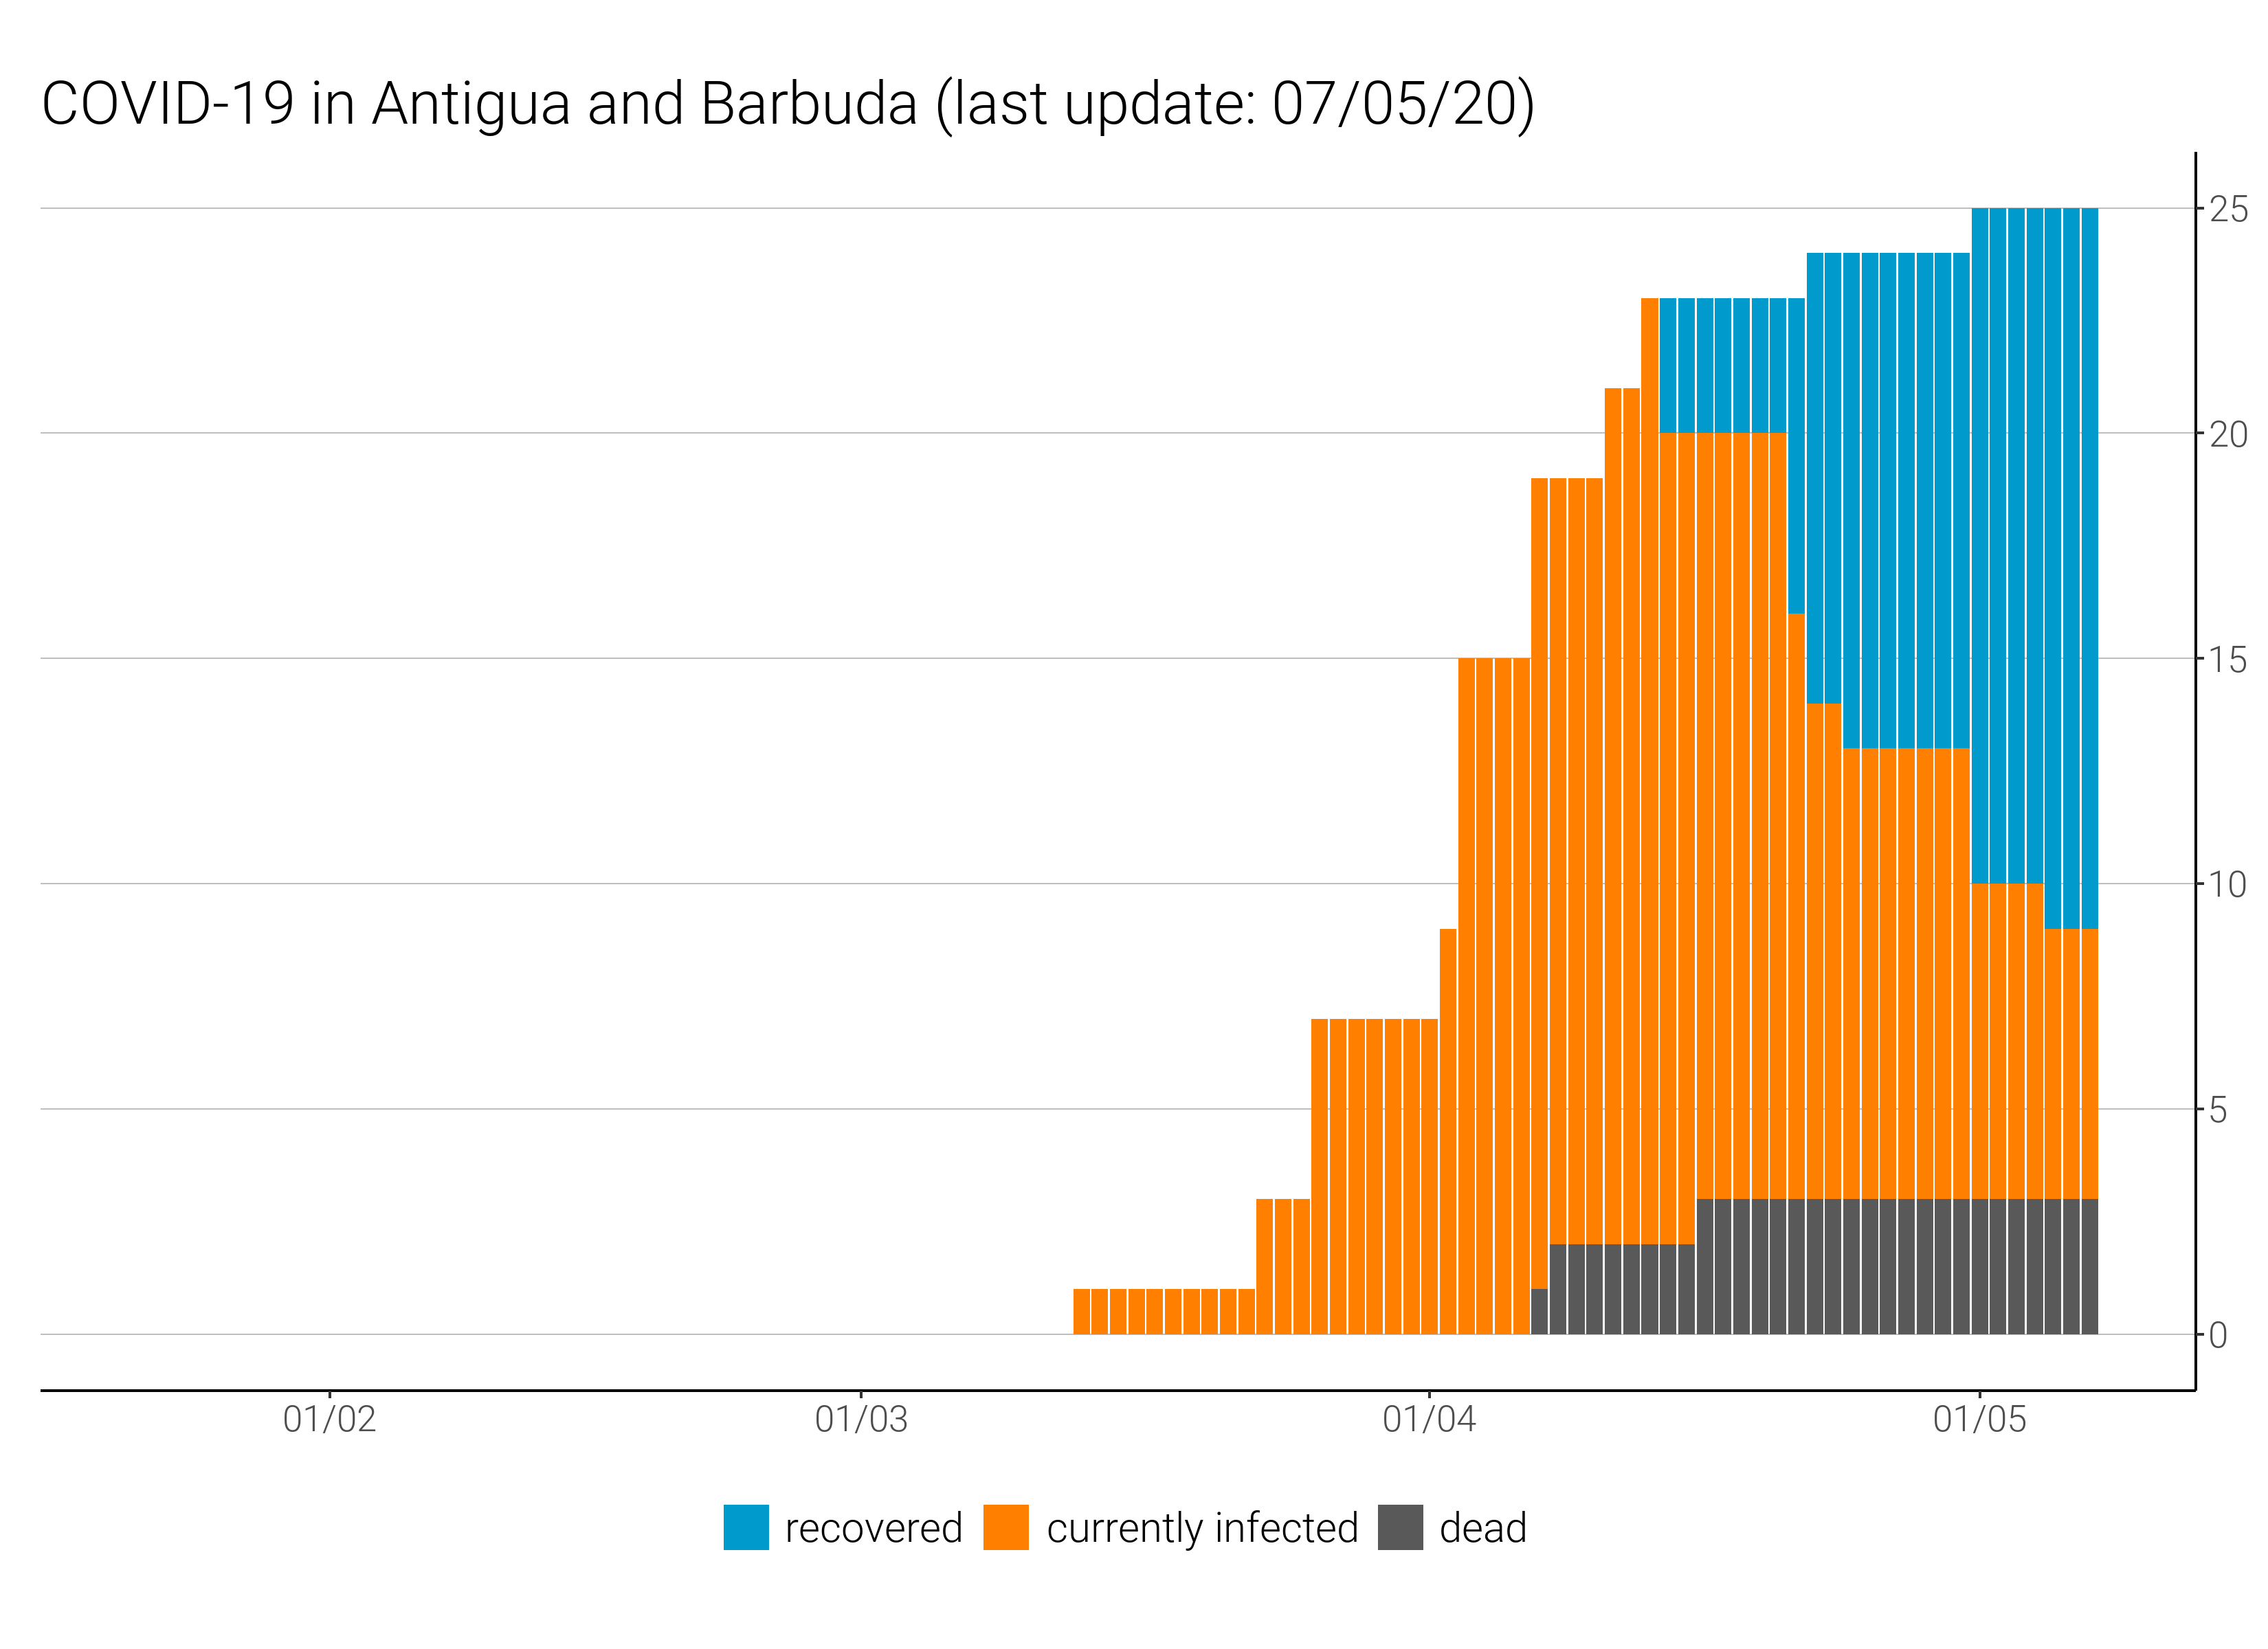 COVID-19 in Antigua and Barbuda (last update: 07/05/20)
25
20
15
10
5
0
01/02 01/03 01/04 01/05
recovered currently infected dead